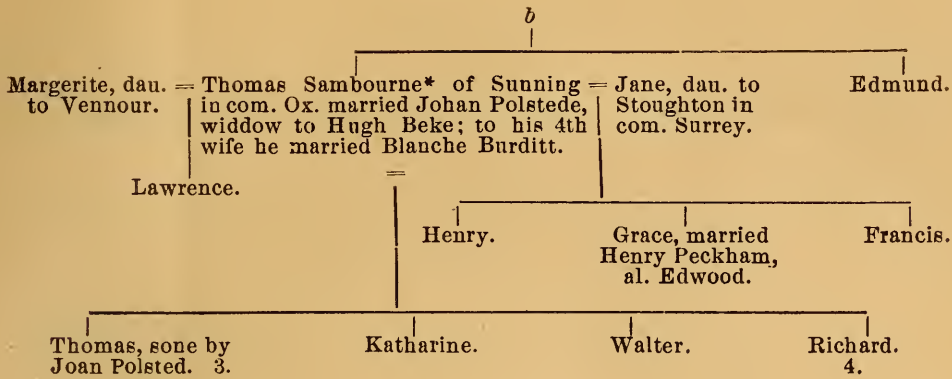 b
Margerite, dau. = Thomas Sambourne* of Sunning = Jane, dau. to Edmund.
to Vennour. in com. Ox. married Johan Polstede, Stoughton in
widdow to Hugh Beke; to his 4th com. Surrey.
wife he married Blanche Burditt.
Lawrence. =
Henry. Grace, married Francis.
Henry Peckham,
al. Edwood.
Thomas, sone by Katharine. Walter. Richard.
Joan Polsted. 3. 4.